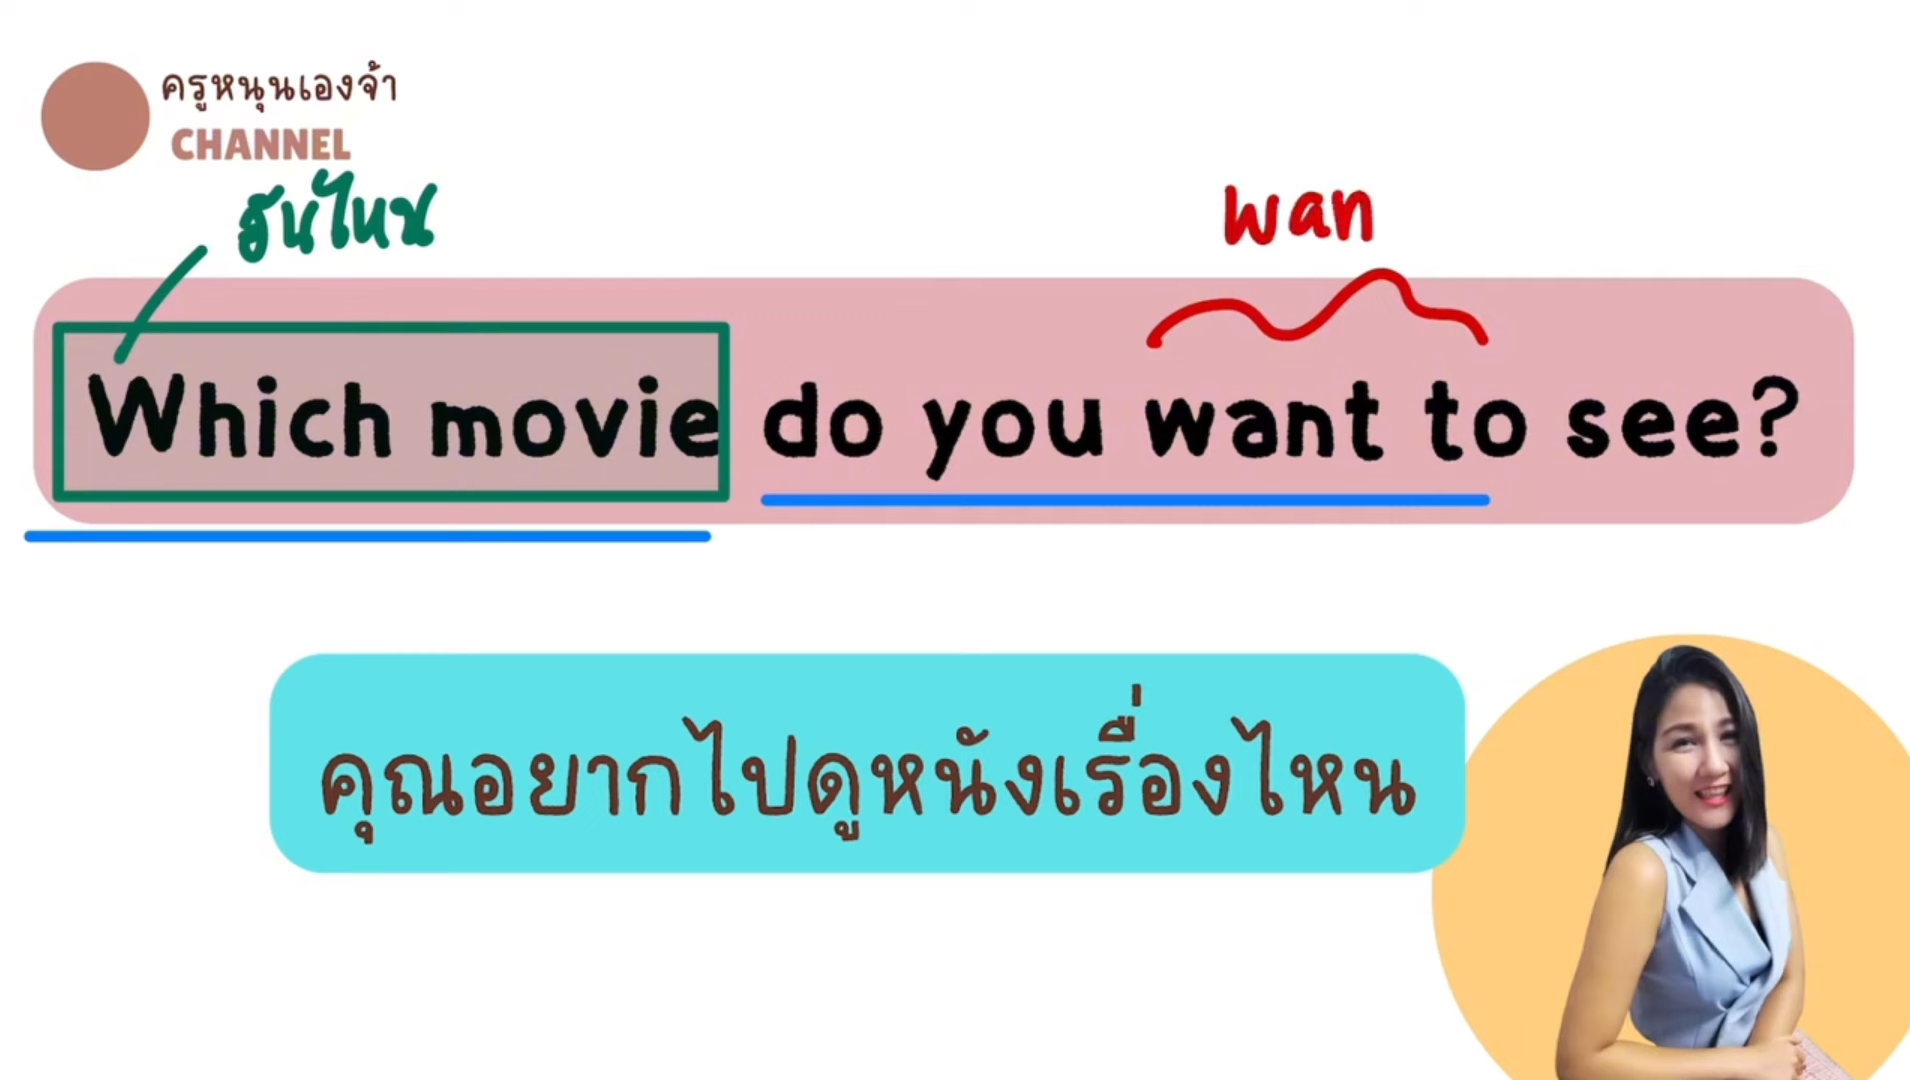 ครูหนุนเองจ้า
CHANNEL
อันไหน
wan
Which movie do you want to see?
คุณอยากไปดูหนังเรื่องไหน